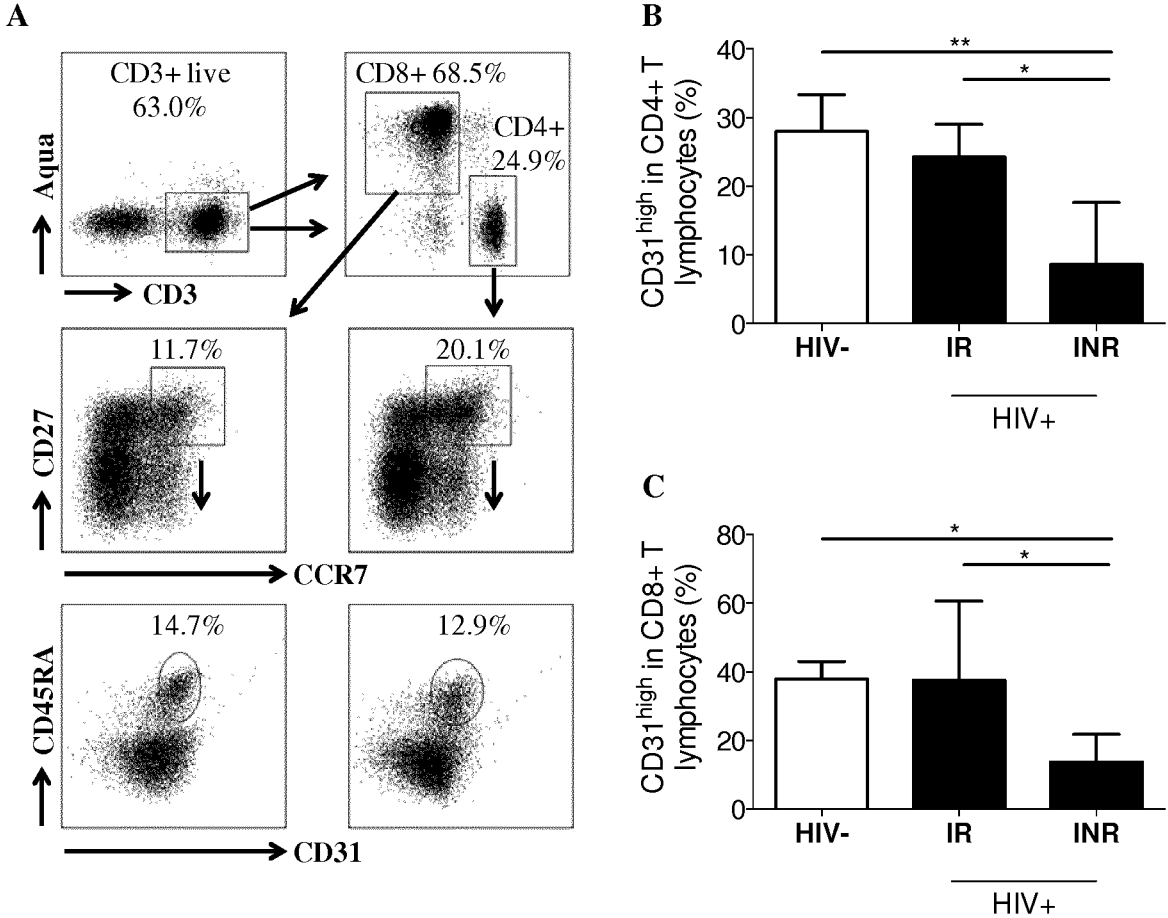 A
CD3+ live
63.0%
CD8+ 68.5%
CD4+
24.9%
Aqua
CD3
11.7%
20.1%
CD27
CCR7
14.7%
12.9%
CD45RA
CD31
B
CD31high in CD4+ T
lymphocytes (%)
40
30
20
10
0
**
*
HIV- IR INR
HIV+
C
CD31high in CD8+ T
lymphocytes (%)
80
60
40
20
0
*
*
HIV- IR INR
HIV+